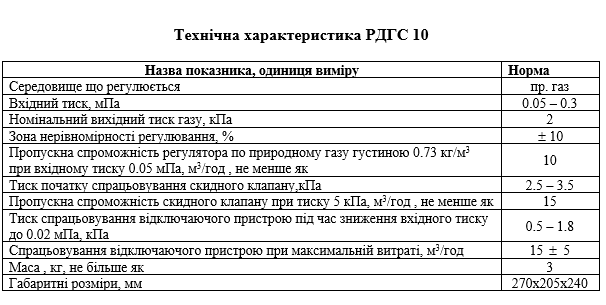 Технічна характеристика РДГС 10
Назва показника, одиниця виміру Норма
Середовище що регулюється пр. газ
Вхідний тиск, мПа 0.05 – 0.3
Номінальний вихідний тиск газу, кПа 2
Зона нерівномірності регулювання, % ± 10
Пропускна спроможність регулятора по природному газу густиною 0.73 кг/м³
при вхідному тиску 0.05 мПа, м³/год , не менше як 10
Тиск початку спрацьовування скидного клапану,кПа 2.5 – 3.5
Пропускна спроможність скидного клапану при тиску 5 кПа, м³/год , не менше як 15
Тиск спрацьовування відключаючого пристрою під час зниження вхідного тиску
до 0.02 мПа, кПа 0.5 – 1.8
Спрацьовування відключаючого пристрою при максимальній витраті, м³/год 15 ± 5
Маса , кг, не більше як 3
Габаритні розміри, мм 270х205х240